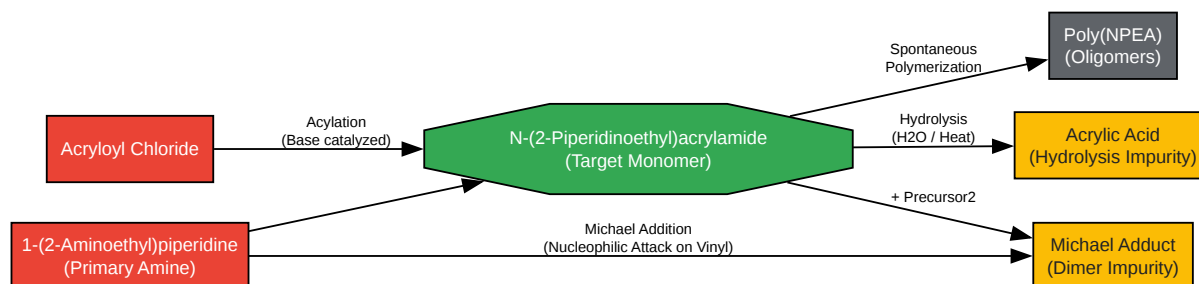 Spontaneous
Polymerization
Poly(NPEA)
(Oligomers)
Acryloyl Chloride
Acylation
(Base catalyzed)
N-(2-Piperidinoethyl)acrylamide
(Target Monomer)
Hydrolysis
(H2O / Heat)
Acrylic Acid
(Hydrolysis Impurity)
+ Precursor2
1-(2-Aminoethyl)piperidine
(Primary Amine)
Michael Addition
(Nucleophilic Attack on Vinyl)
Michael Adduct
(Dimer Impurity)